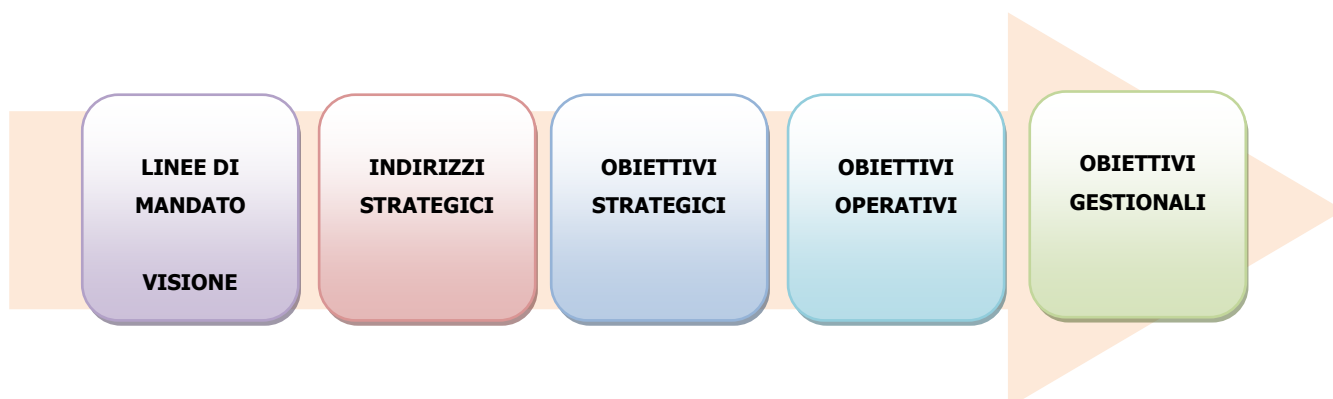 LINEE DI
MANDATO
VISIONE
INDIRIZZI
STRATEGICI
OBIETTIVI
STRATEGICI
OBIETTIVI
OPERATIVI
OBIETTIVI
GESTIONALI